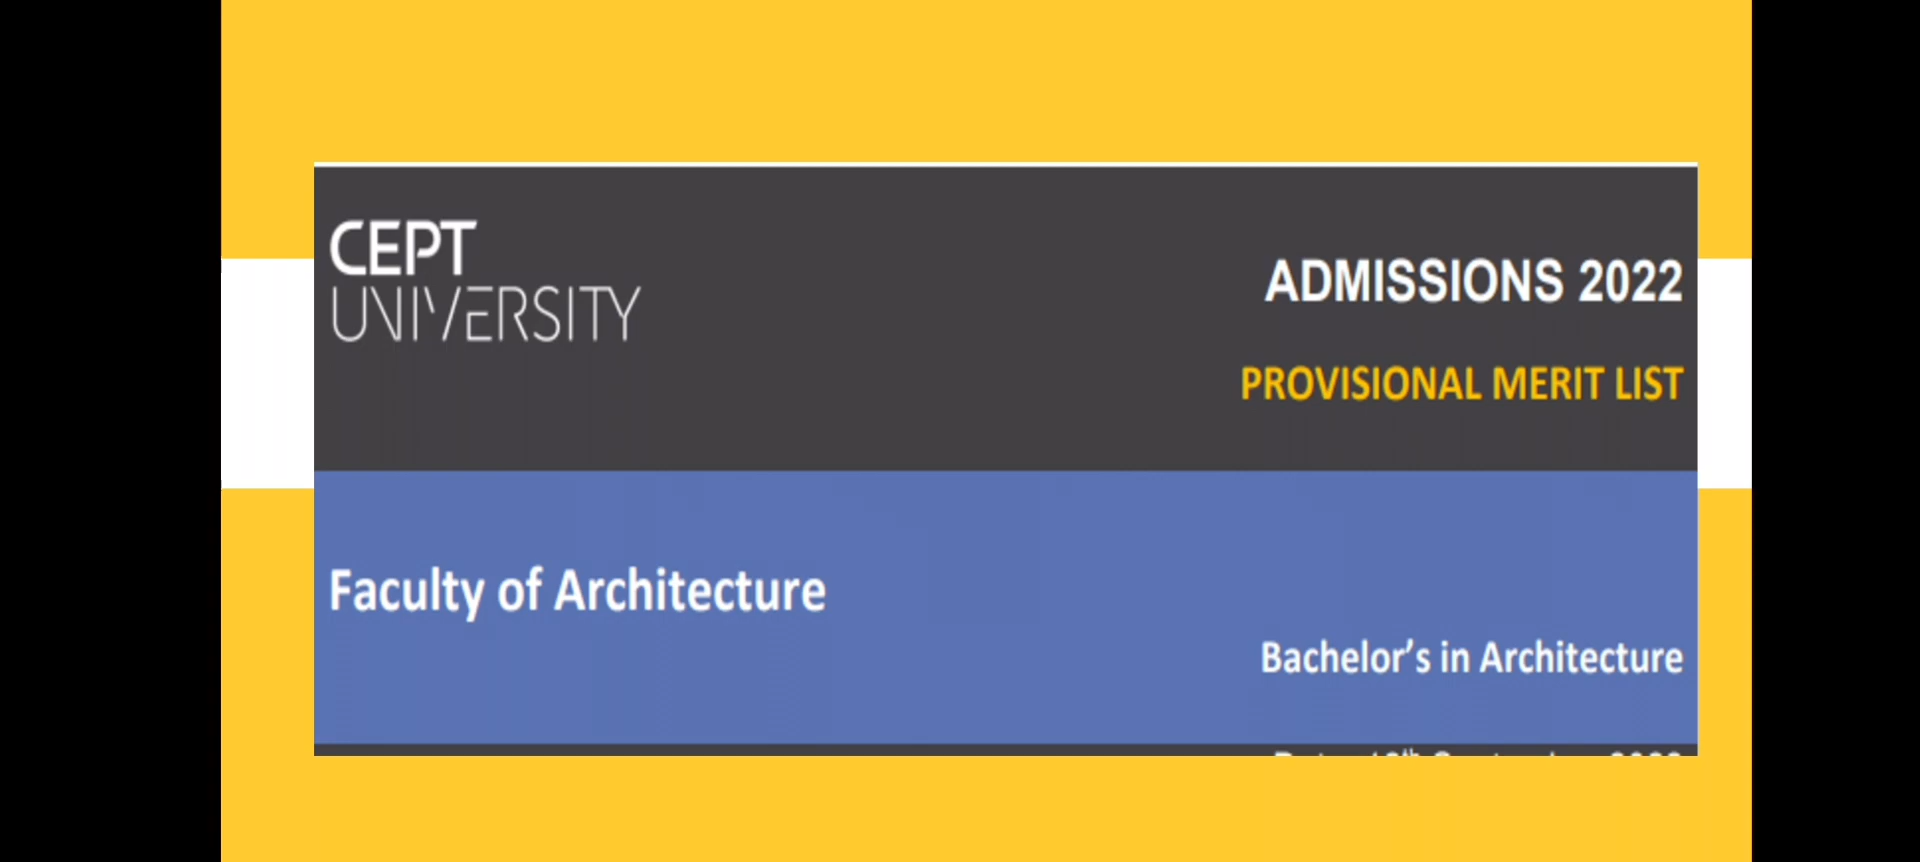 CEPT
UNIVERSITY
ADMISSIONS 2022
PROVISIONAL MERIT LIST
Faculty of Architecture
Bachelor’s in Architecture